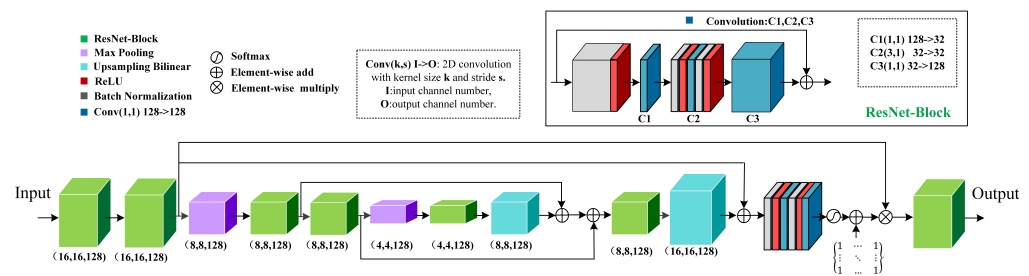 ResNet-Block
Max Pooling
Upsampling Bilinear
ReLU
Batch Normalization
Conv(1,1) 128->128
Softmax
Element-wise add
Element-wise multiply
Conv(k,s) I->O: 2D convolution
with kernel size k and stride s.
I:input channel number,
O:output channel number.
Convolution:C1,C2,C3
C1
C2
C3
C1(1,1) 128->32
C2(3,1) 32->32
C3(1,1) 32->128
ResNet-Block
Input
(16,16,128)
(16,16,128)
(8,8,128)
(8,8,128)
(8,8,128)
(4,4,128)
(4,4,128)
(8,8,128)
(8,8,128)
(16,16,128)
1 ⋯ 1
⋮ ⋱ ⋮
1 ⋯ 1
Output